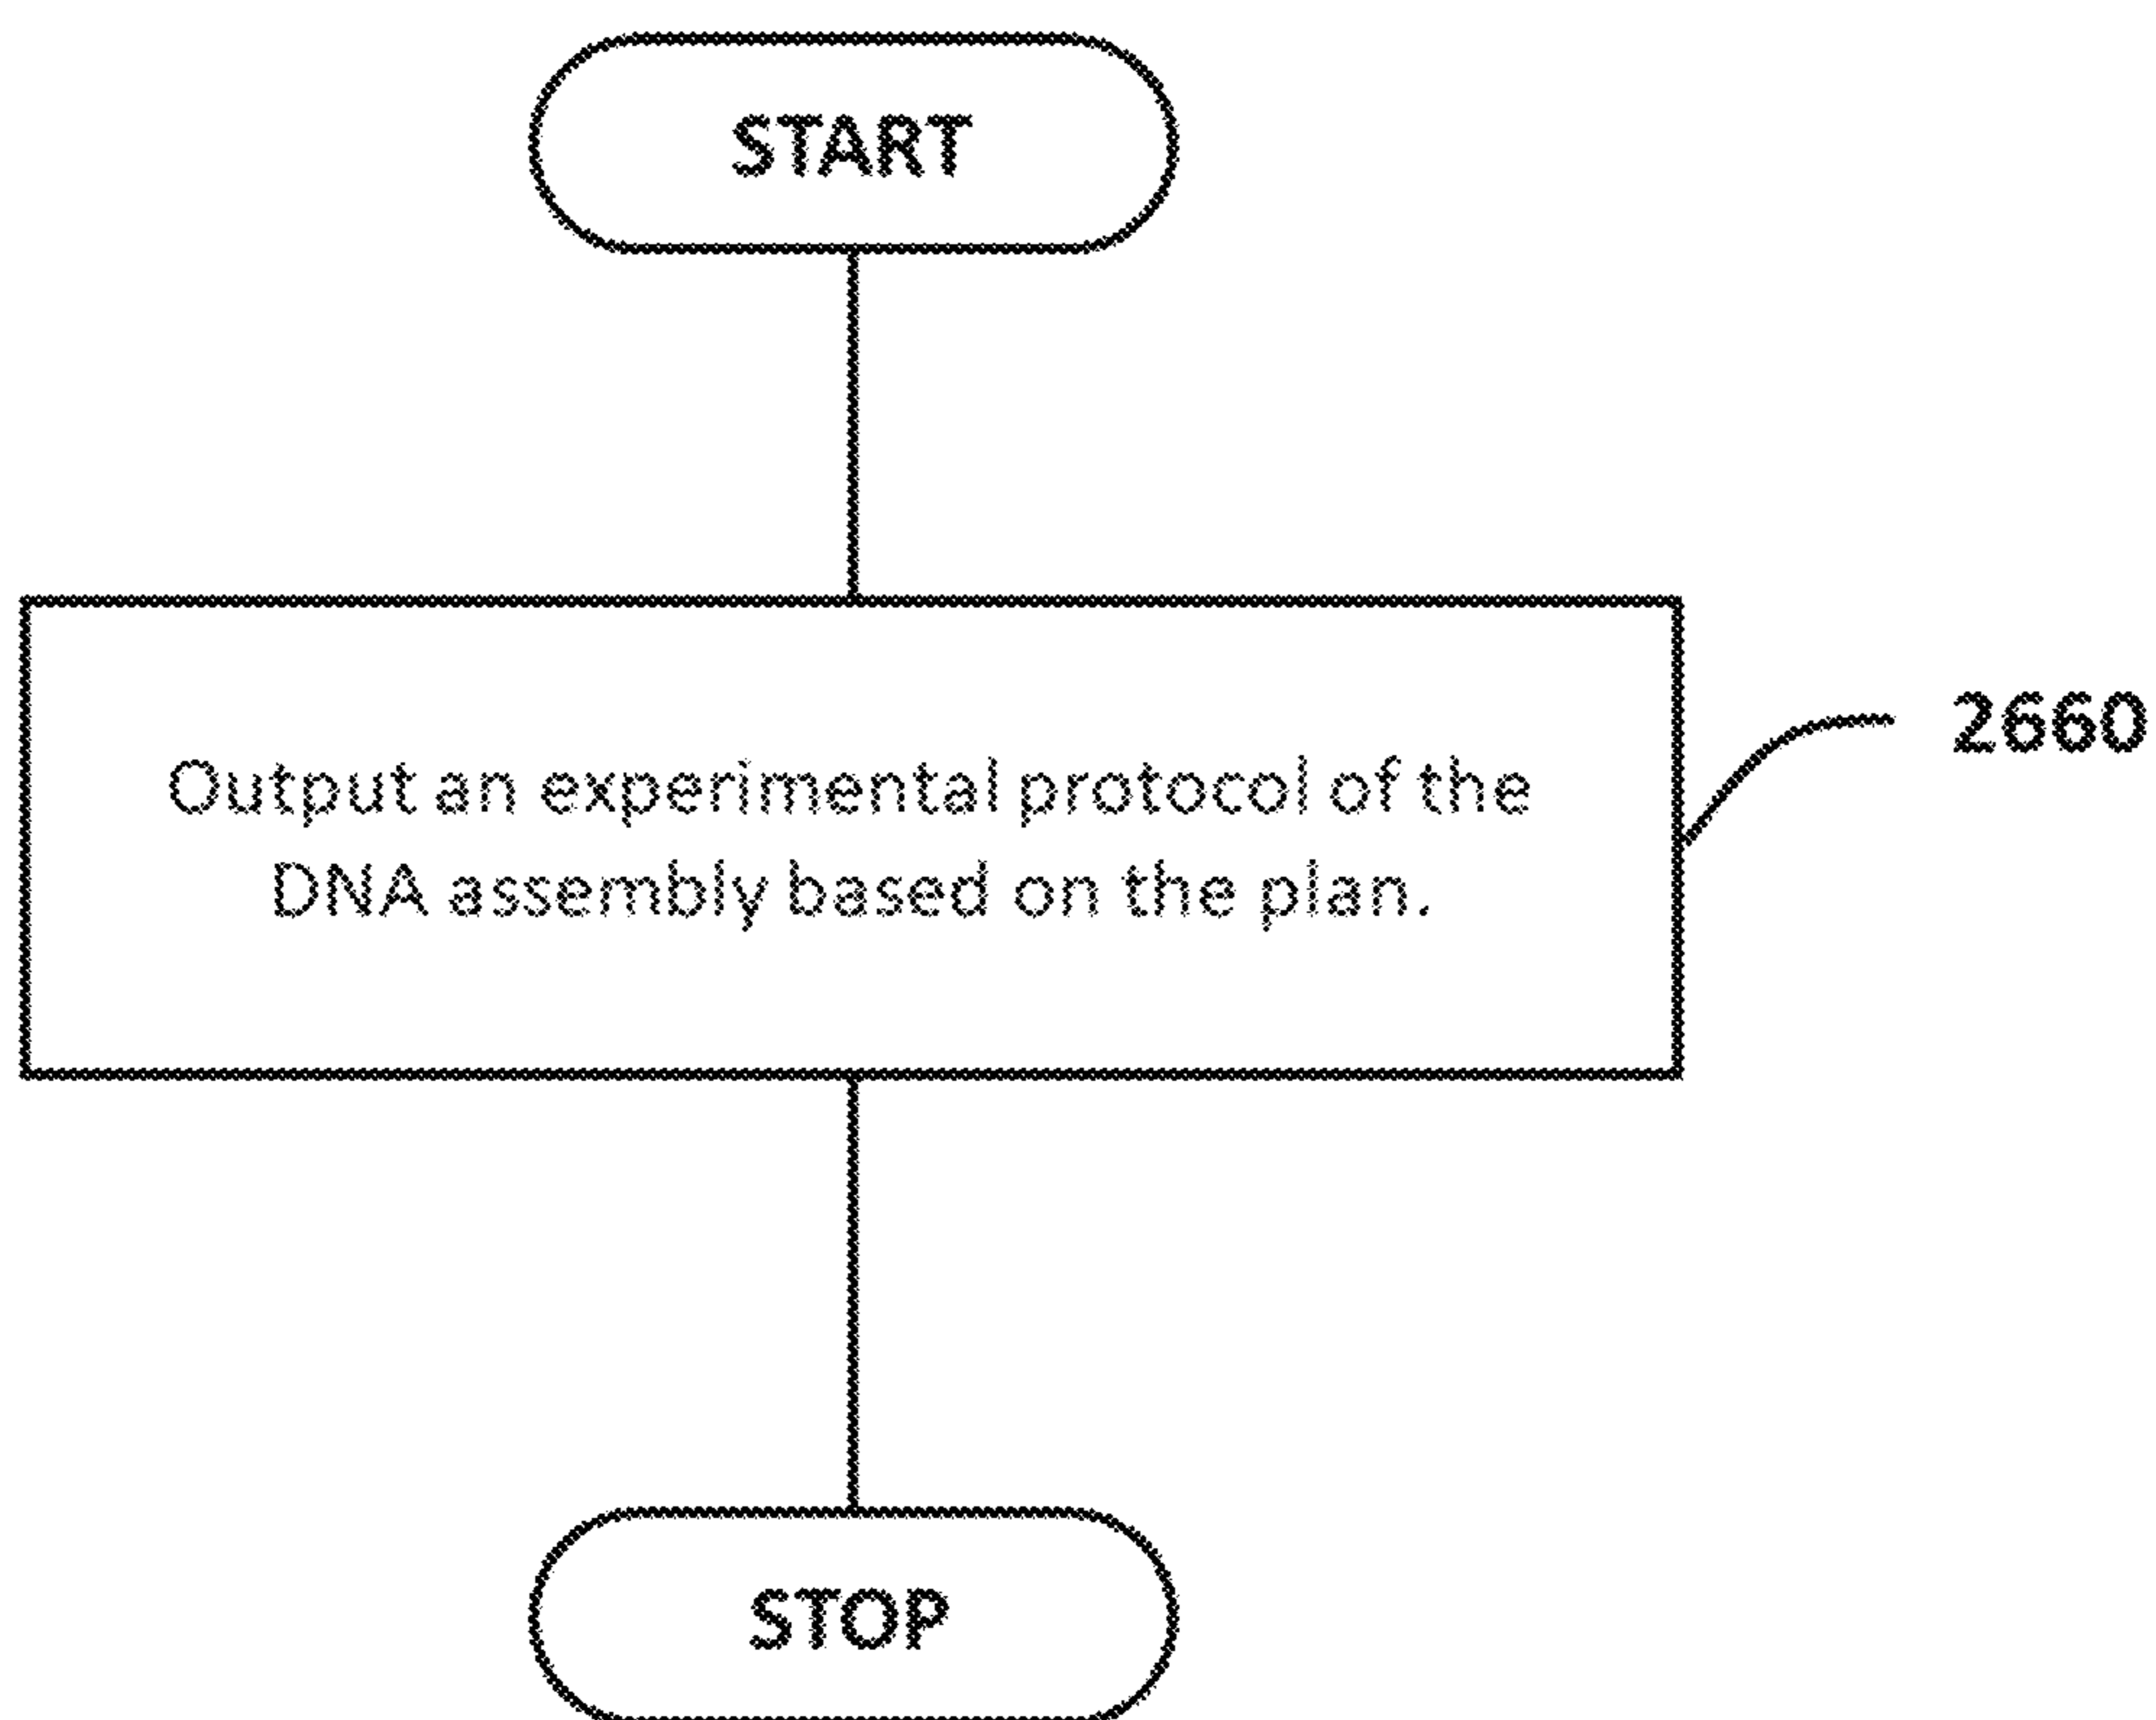 START
2660
Output an experimental protocol of the
DNA assembly based on the plan.
STOP